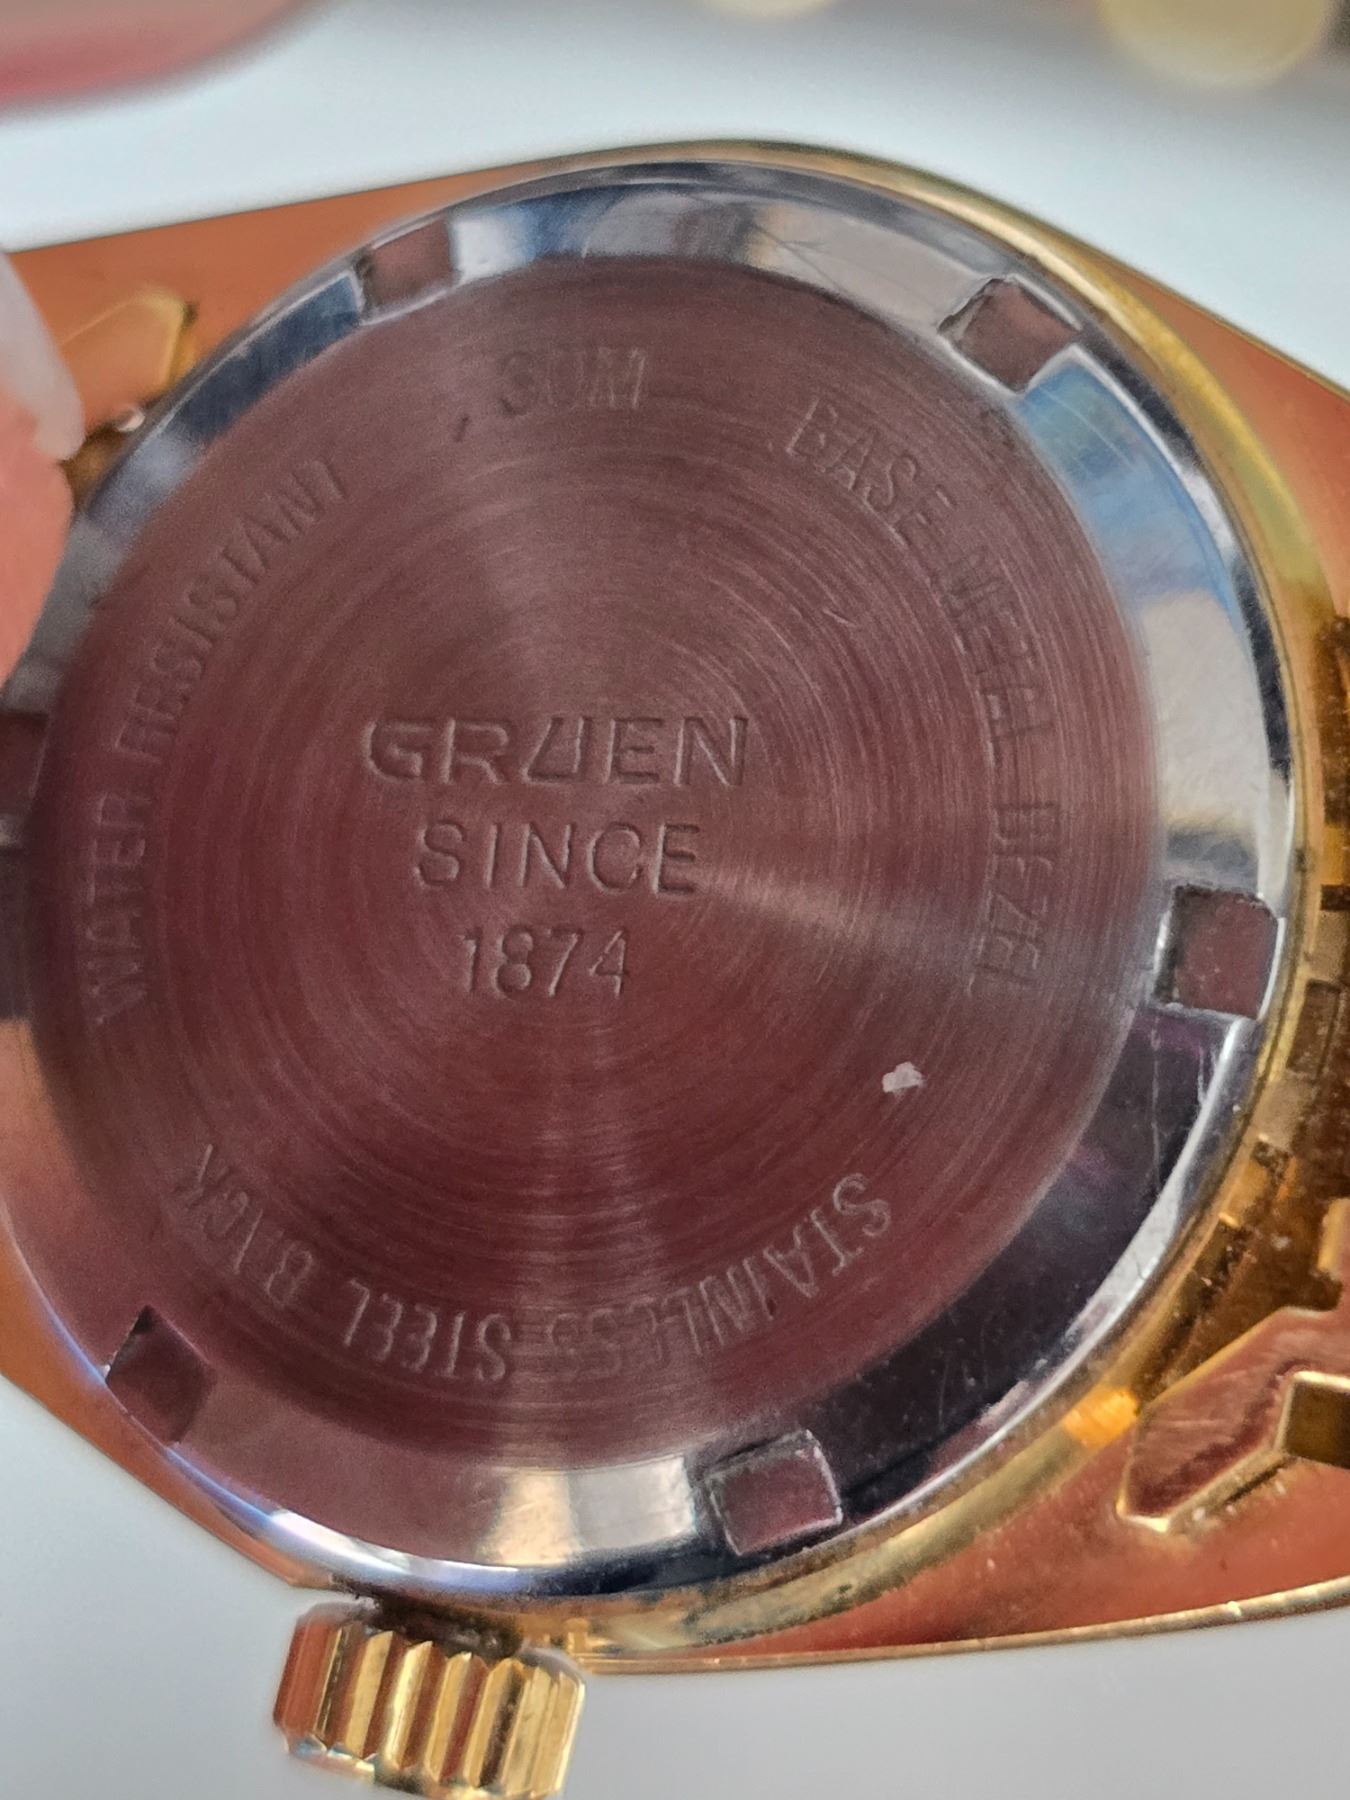 GRUEN
SINCE
1874
WATER RESISTANT
30M
BASE METAL BEZEL
STAINLESS STEEL BACK